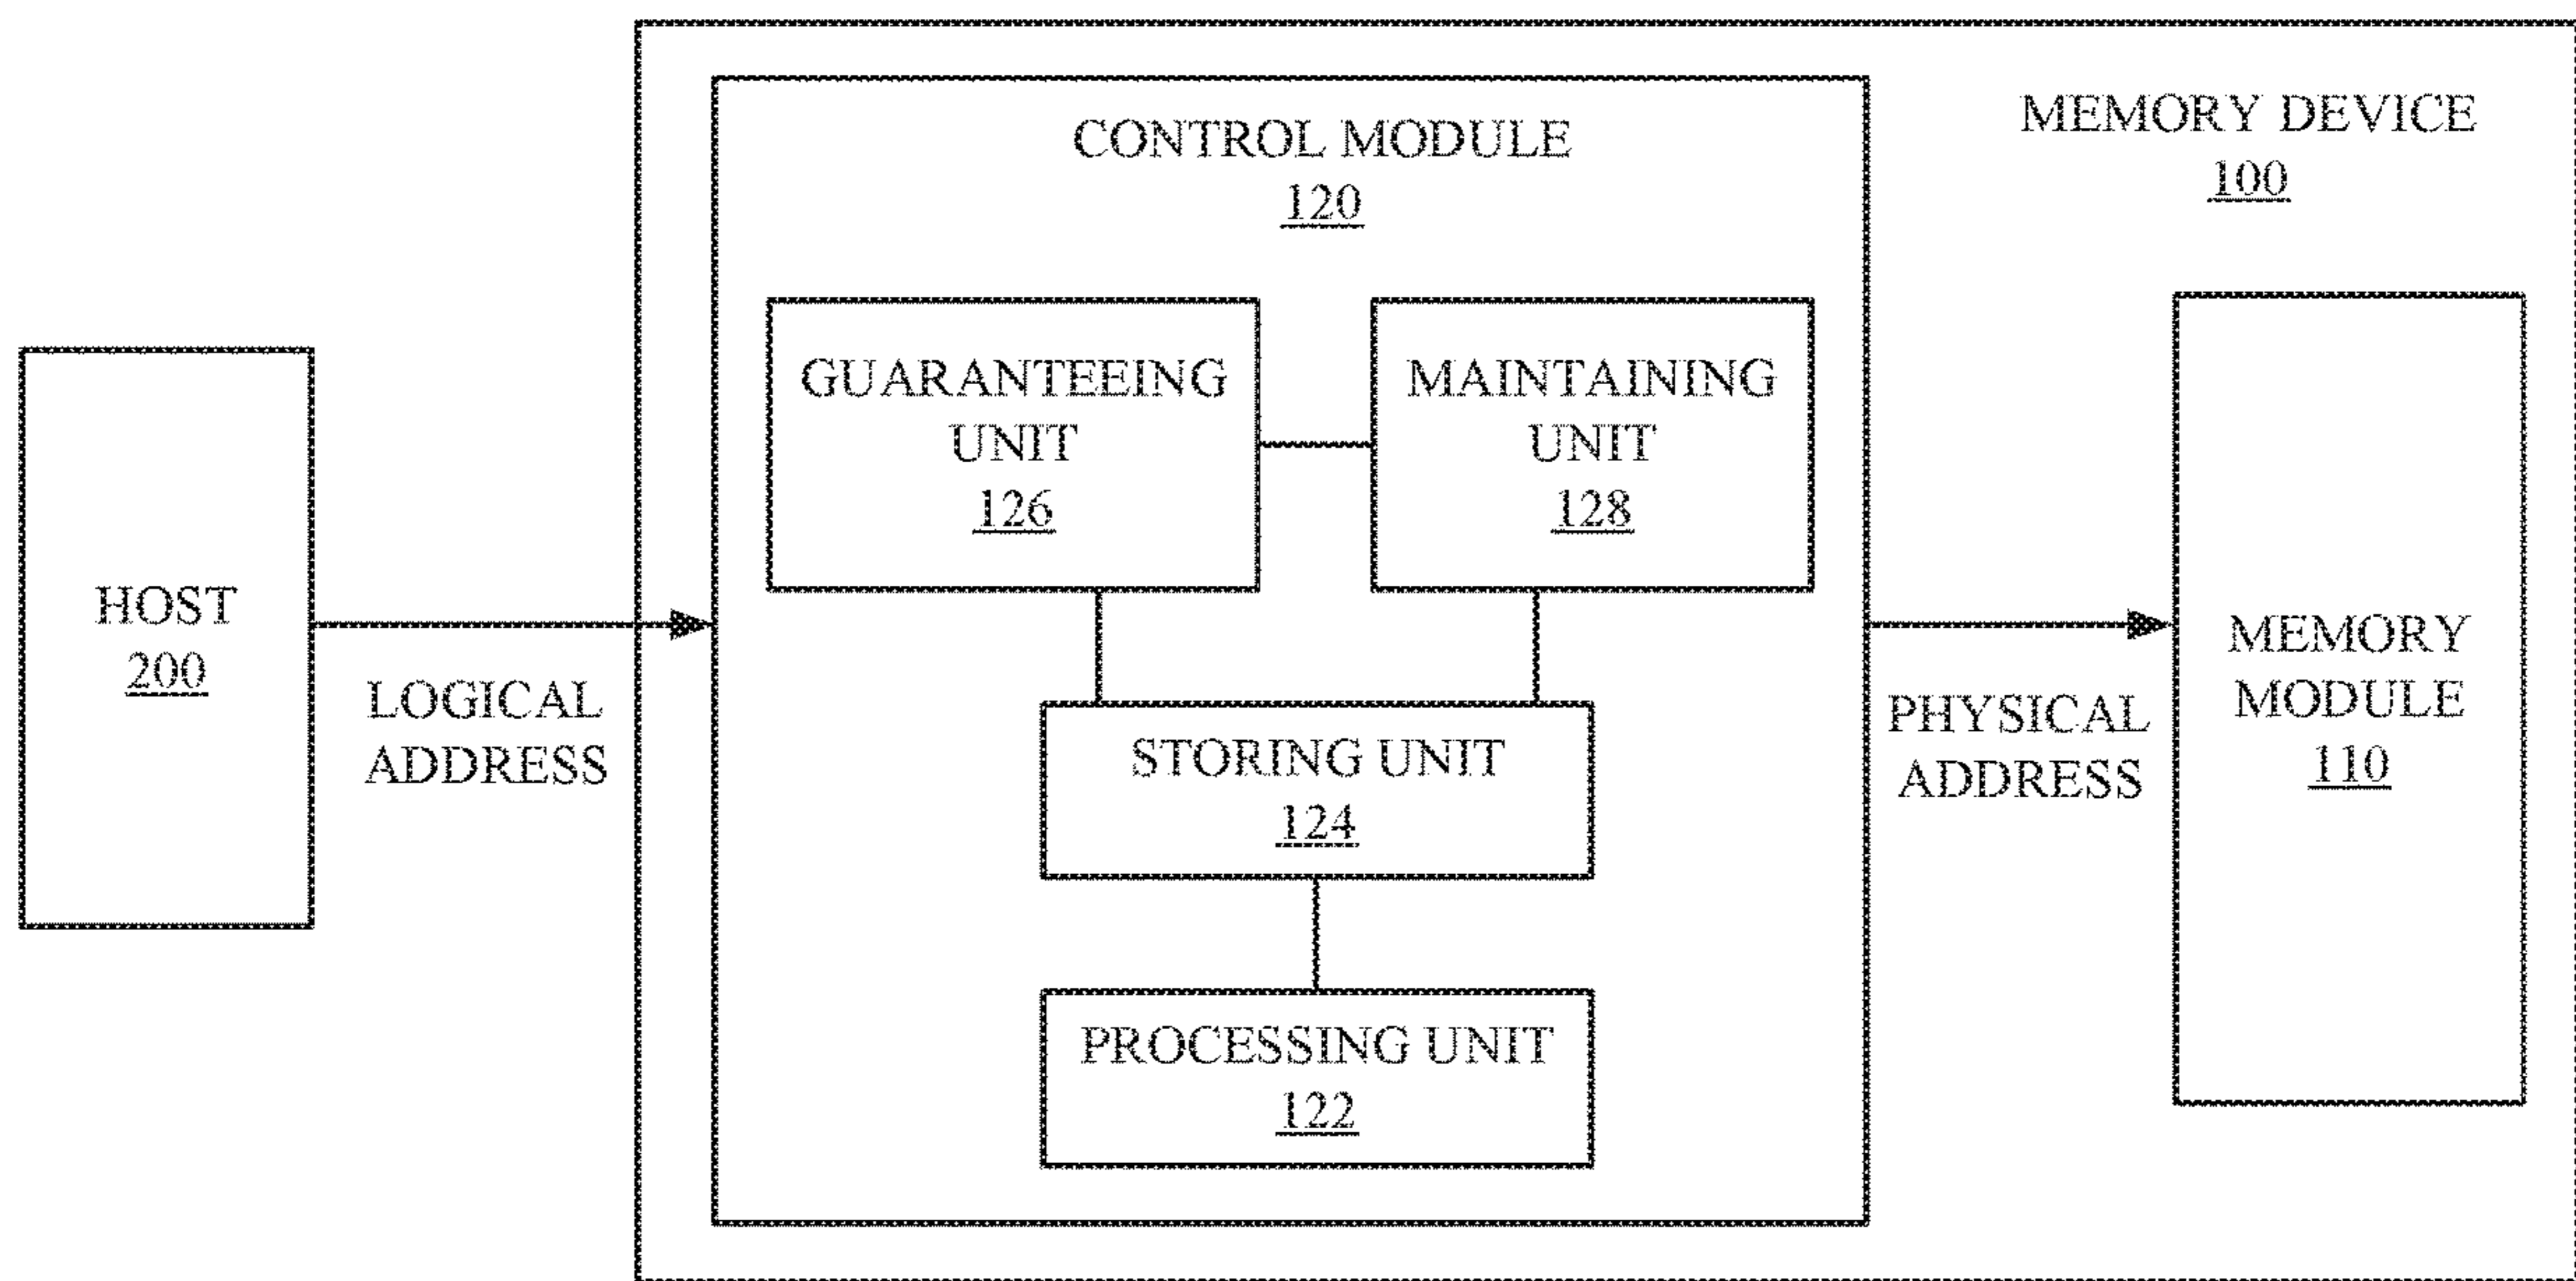 MEMORY DEVICE
100
CONTROL MODULE
120
GUARANTEEING
UNIT
126
MAINTAINING
UNIT
128
HOST
200
LOGICAL
ADDRESS
STORING UNIT
124
PROCESSING UNIT
122
PHYSICAL
ADDRESS
MEMORY
MODULE
110